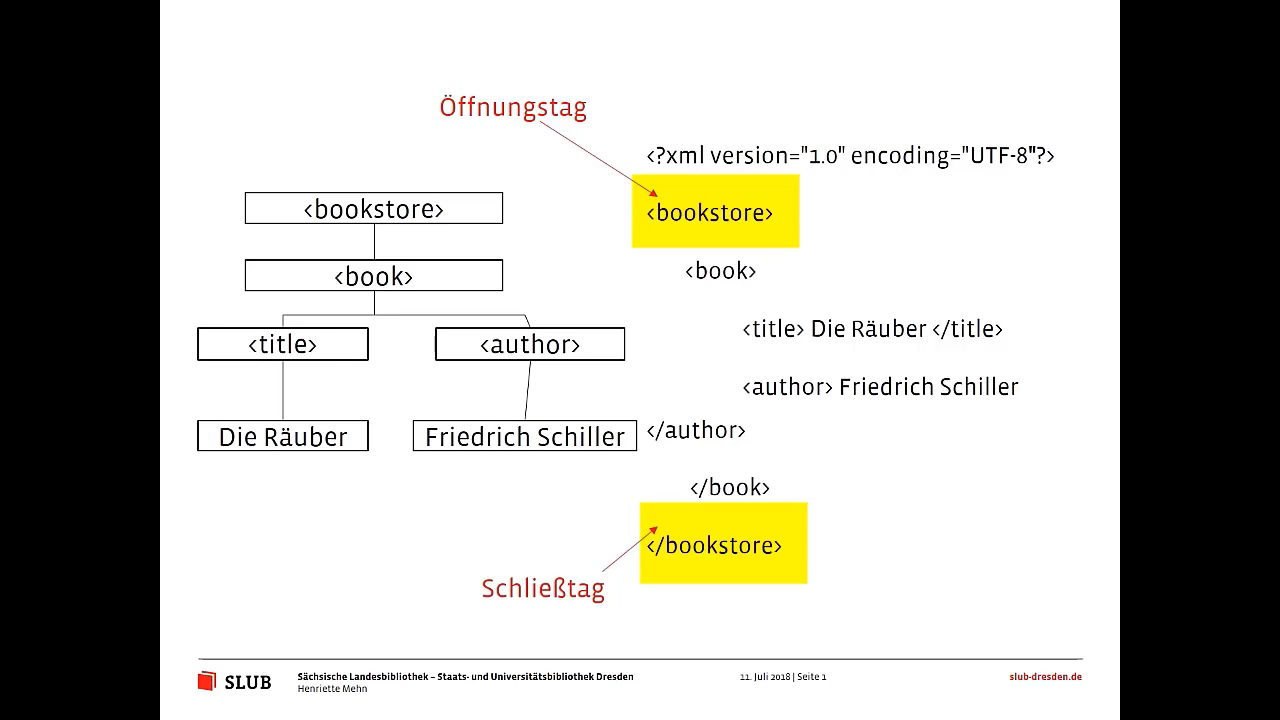 Öffnungstag
<?xml version="1.0" encoding="UTF-8"?>
<bookstore>
<bookstore>
<book>
<book>
<title>
<author>
<title> Die Räuber </title>
<author> Friedrich Schiller
Die Räuber
Friedrich Schiller
</author>
</book>
</bookstore>
Schließtag
SLUB
Sächsische Landesbibliothek – Staats- und Universitätsbibliothek Dresden
Henriette Mehn
11. Juli 2018 | Seite 1
slub-dresden.de